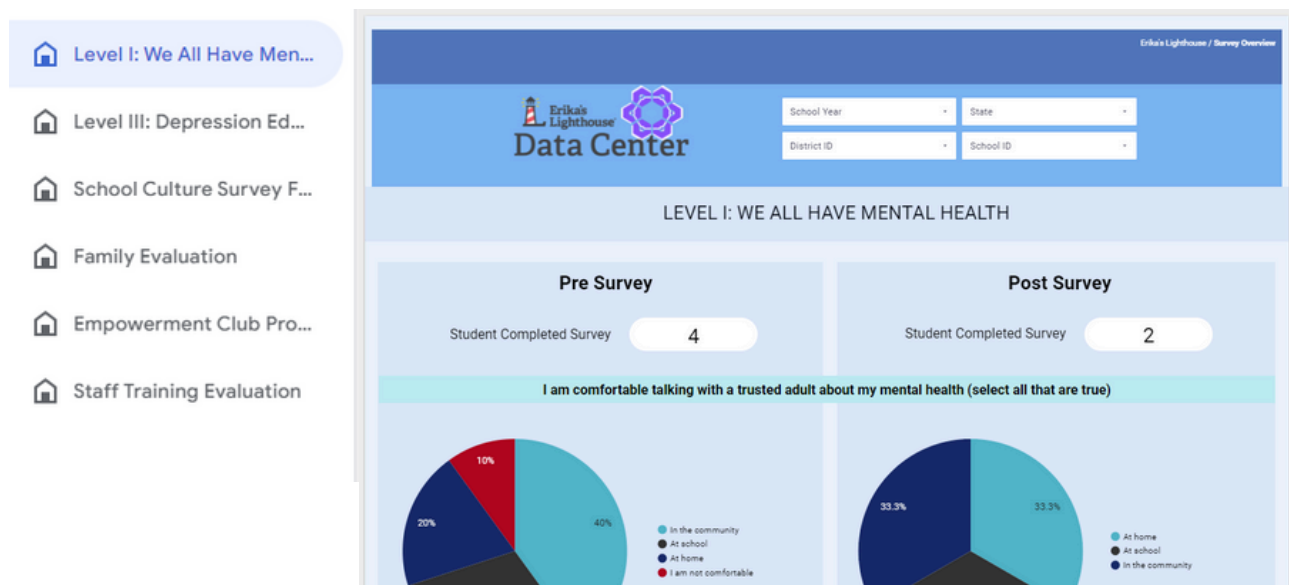 Level I: We All Have Men...
Level III: Depression Ed...
School Culture Survey F...
Family Evaluation
Empowerment Club Pro...
Staff Training Evaluation
Erika's Lighthouse / Survey Overview
Erika's
Lighthouse
Data Center
School Year
State
District ID
School ID
LEVEL I: WE ALL HAVE MENTAL HEALTH
Pre Survey
Student Completed Survey 4
Post Survey
Student Completed Survey 2
I am comfortable talking with a trusted adult about my mental health (select all that are true)
10%
20%
40%
In the community
At school
At home
I am not comfortable
33.3%
33.3%
At home
At school
In the community